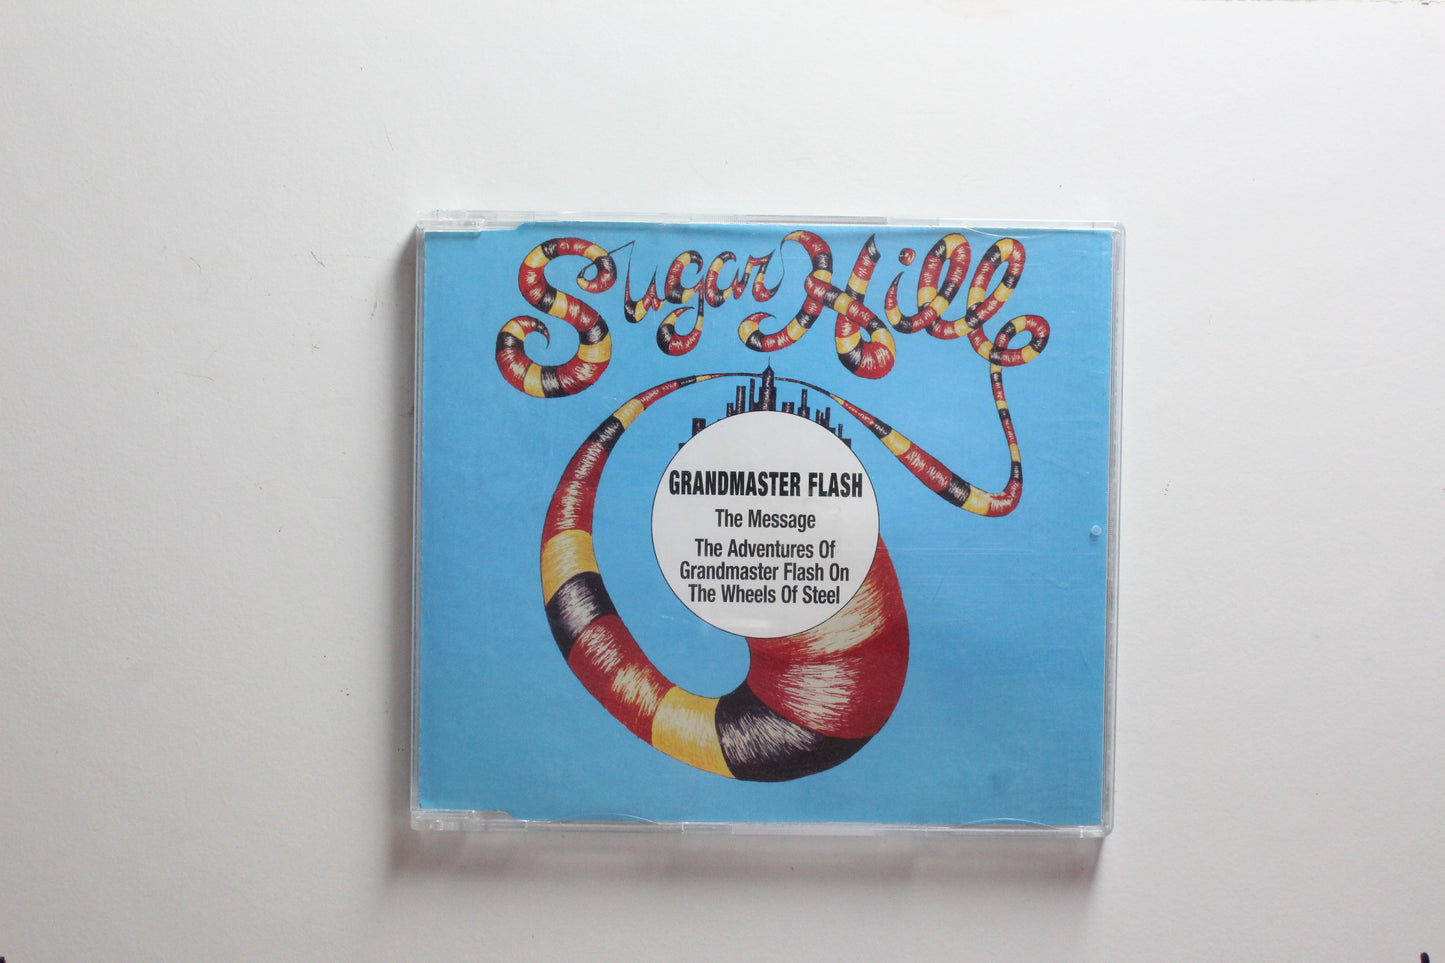 Sugar Hill
GRANDMASTER FLASH
The Message
The Adventures Of
Grandmaster Flash On
The Wheels Of Steel